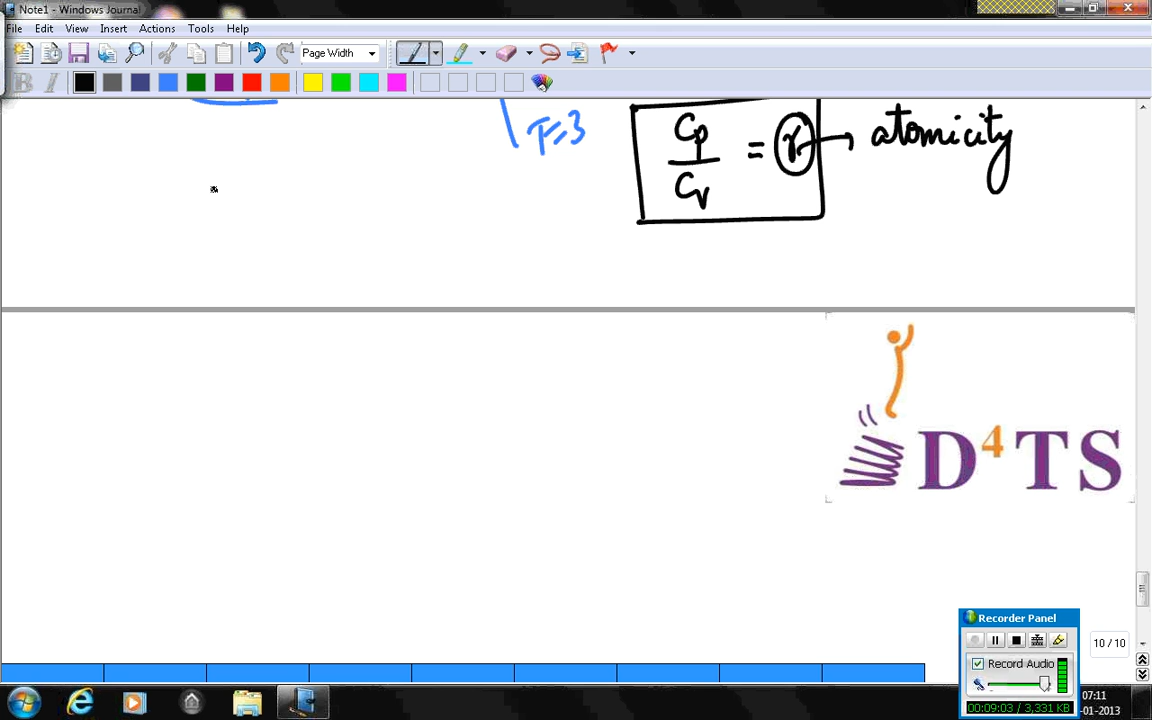 Note1 - Windows Journal
File Edit View Insert Actions Tools Help
Page Width
B I
F=3
Cp
Cv
= γ → atomicity
D4TS
Recorder Panel
Record Audio
00:09:03 / 3,331 KB
10 / 10
07:11
-01-2013